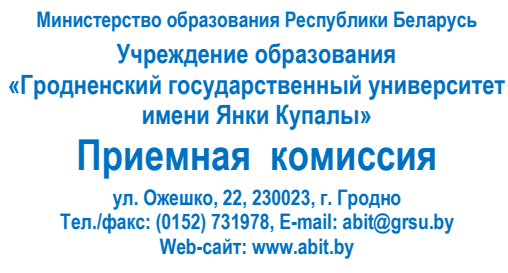 Министерство образования Республики Беларусь
Учреждение образования
«Гродненский государственный университет
имени Янки Купалы»
Приемная комиссия
ул. Ожешко, 22, 230023, г. Гродно
Тел./факс: (0152) 731978, E-mail: abit@grsu.by
Web-сайт: www.abit.by